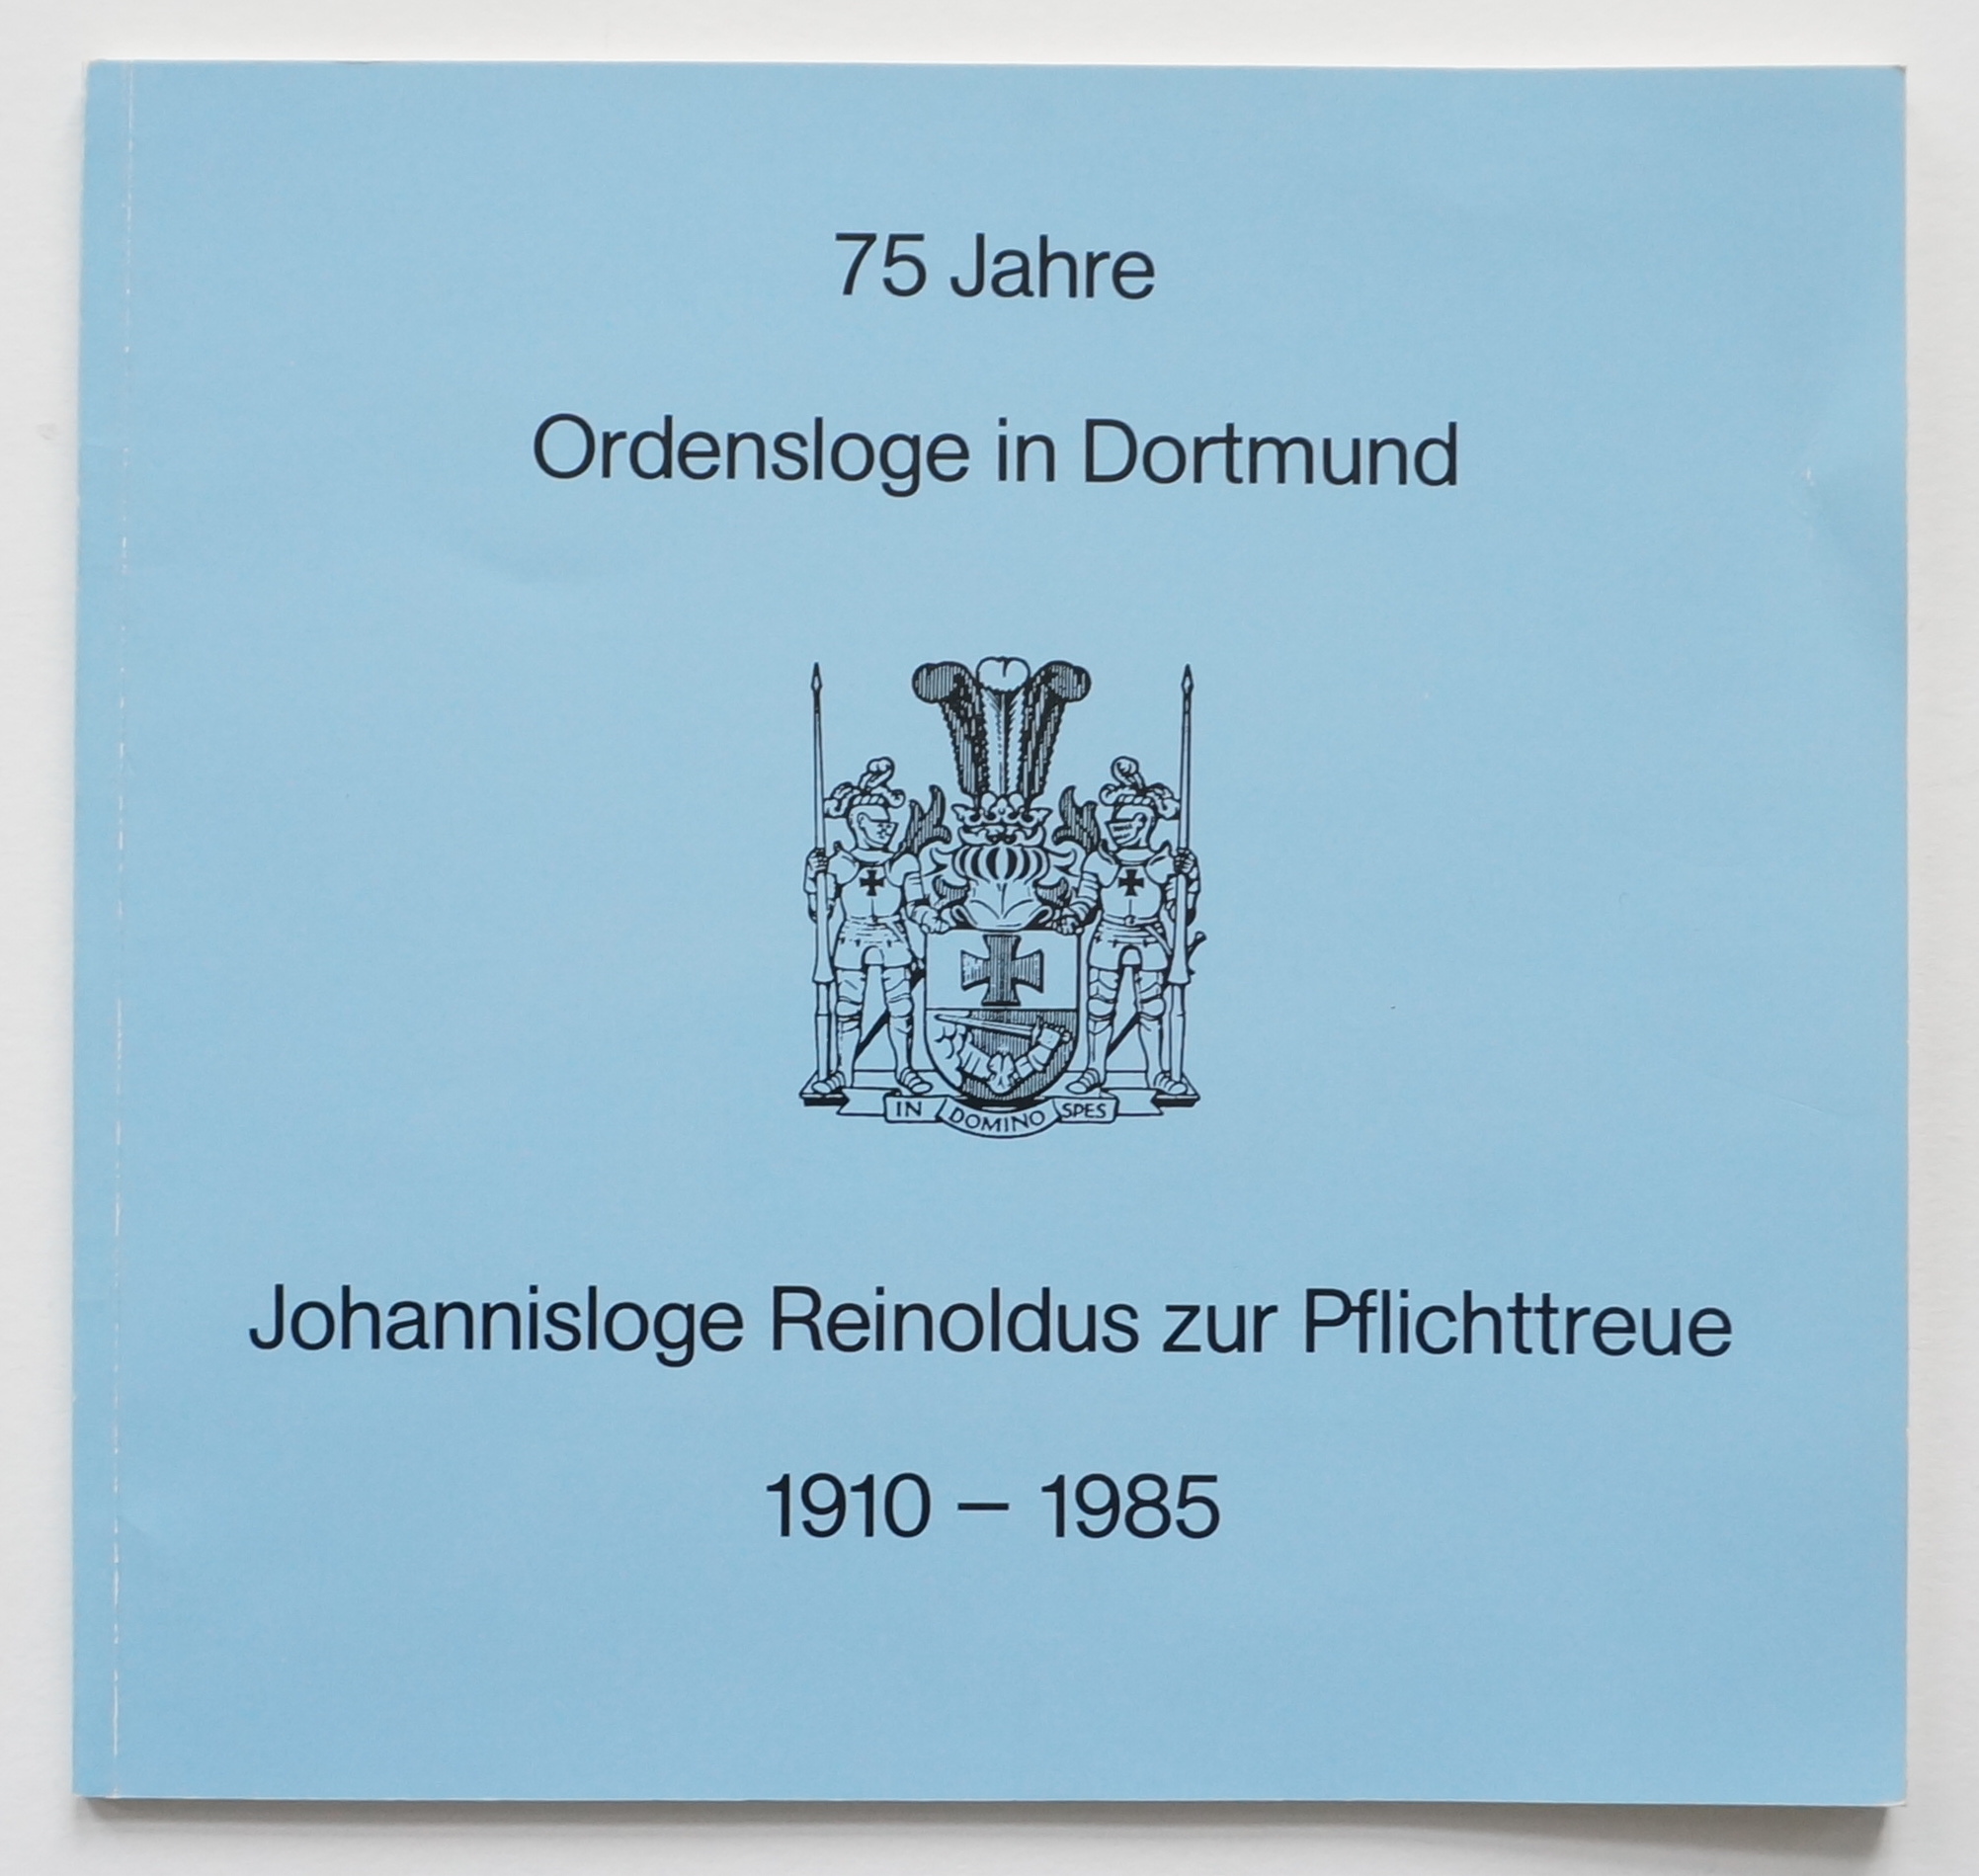 75 Jahre
Ordensloge in Dortmund
IN DOMINO SPES
Johannisloge Reinoldus zur Pflichttreue
1910 – 1985